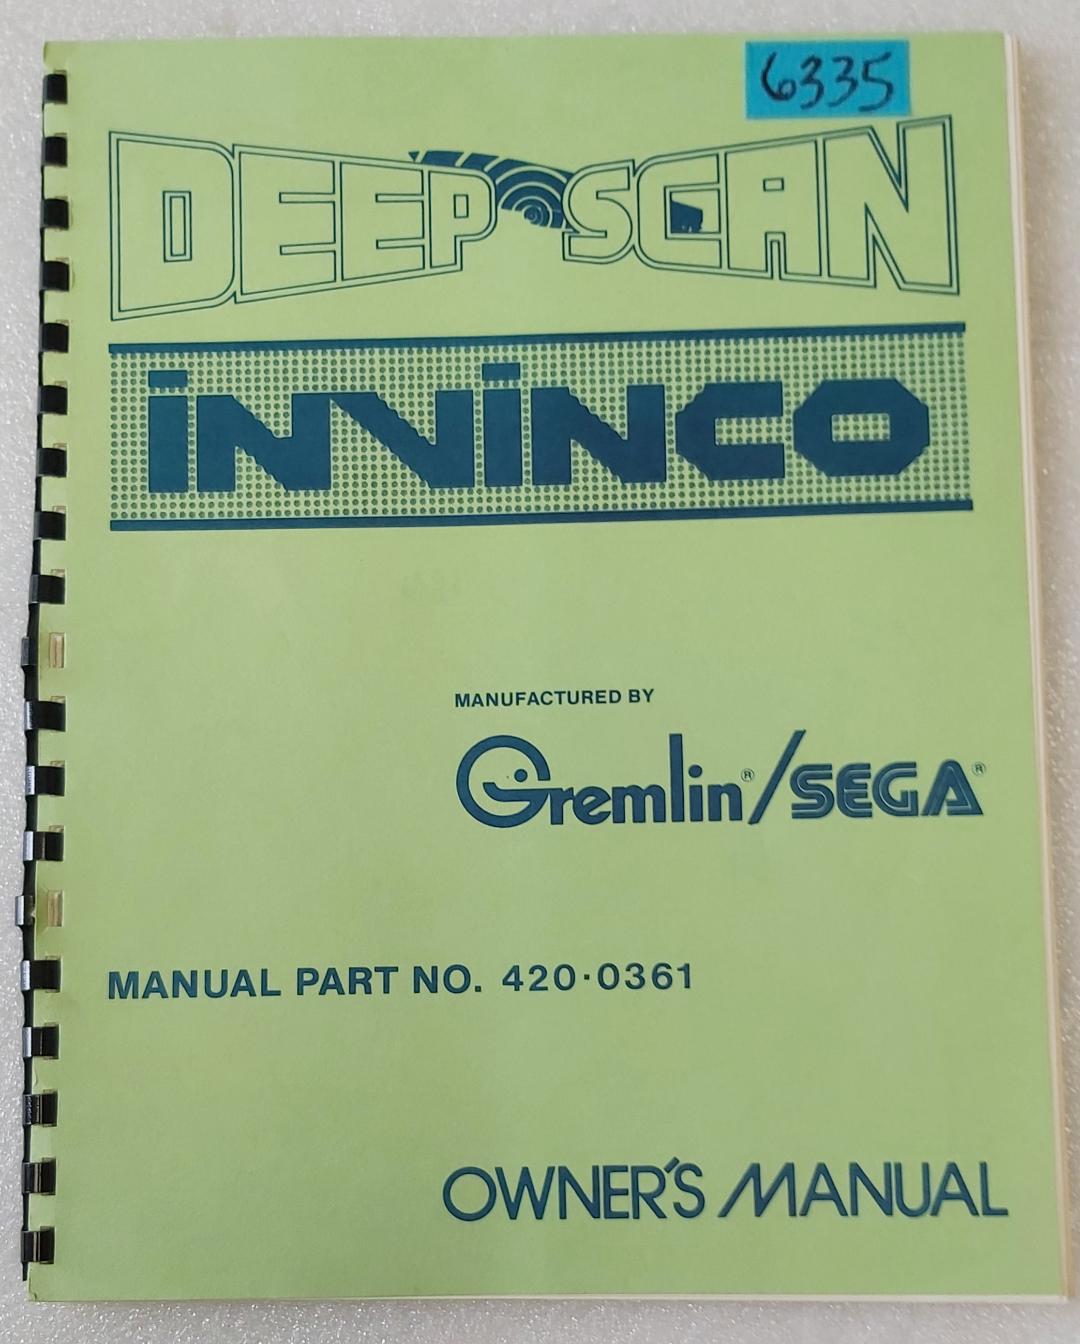 6335
DEEP SCAN
iNViNCO
MANUFACTURED BY
Gremlin®/SEGA®
MANUAL PART NO. 420·0361
OWNER'S MANUAL